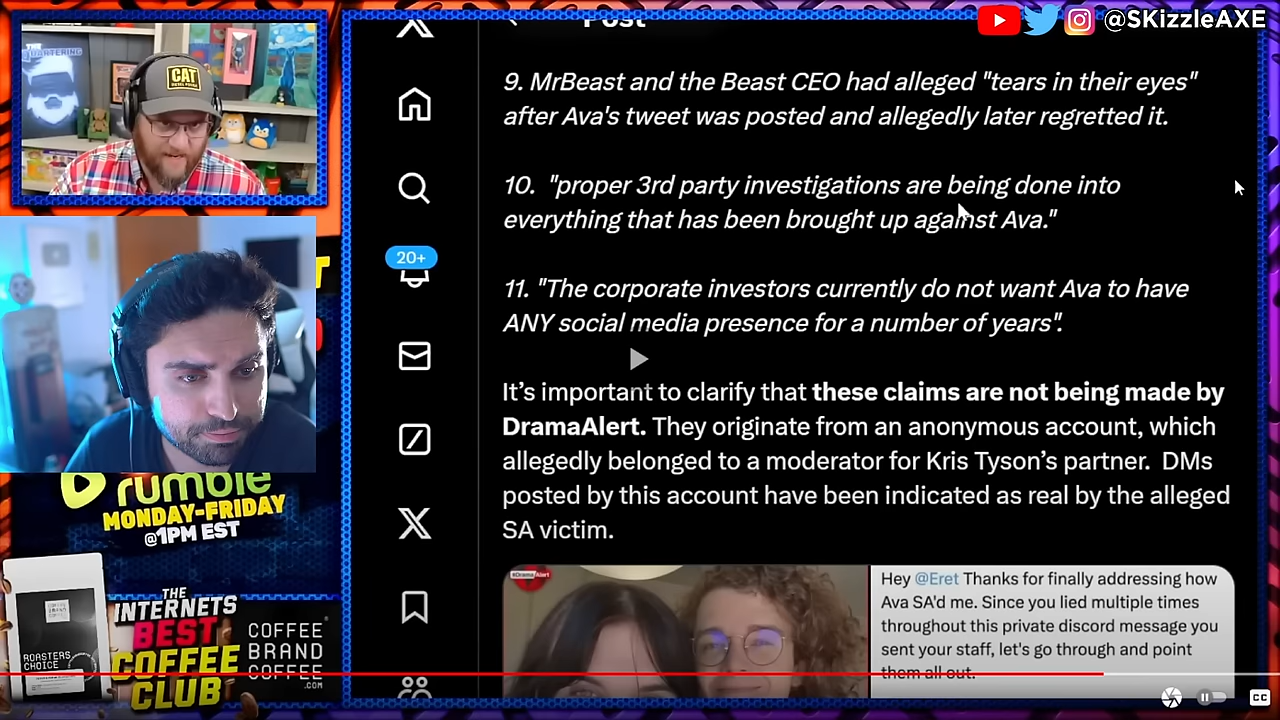 @SKizzleAXE
THE
QUARTERING
CAT
DIESEL POWER
Post
9. MrBeast and the Beast CEO had alleged "tears in their eyes"
after Ava's tweet was posted and allegedly later regretted it.
10. "proper 3rd party investigations are being done into
everything that has been brought up against Ava."
20+
11. "The corporate investors currently do not want Ava to have
ANY social media presence for a number of years".
It's important to clarify that these claims are not being made by
DramaAlert. They originate from an anonymous account, which
allegedly belonged to a moderator for Kris Tyson's partner. DMs
posted by this account have been indicated as real by the alleged
SA victim.
rumble
MONDAY-FRIDAY
@1PM EST
THE
INTERNETS
BEST
COFFEE
CLUB
COFFEE
BRAND
COFFEE
.COM
ROASTERS
CHOICE
#DramaAlert
Hey @Eret Thanks for finally addressing how
Ava SA'd me. Since you lied multiple times
throughout this private discord message you
sent your staff, let's go through and point
them all out.
CC